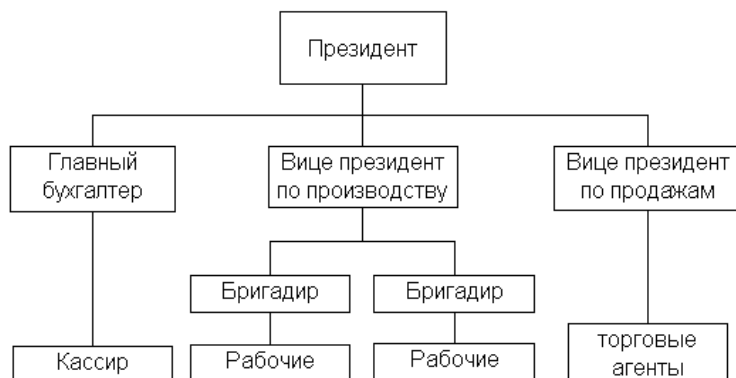 Президент
Главный
бухгалтер
Вице президент
по производству
Вице президент
по продажам
Бригадир
Бригадир
Кассир
Рабочие
Рабочие
торговые
агенты